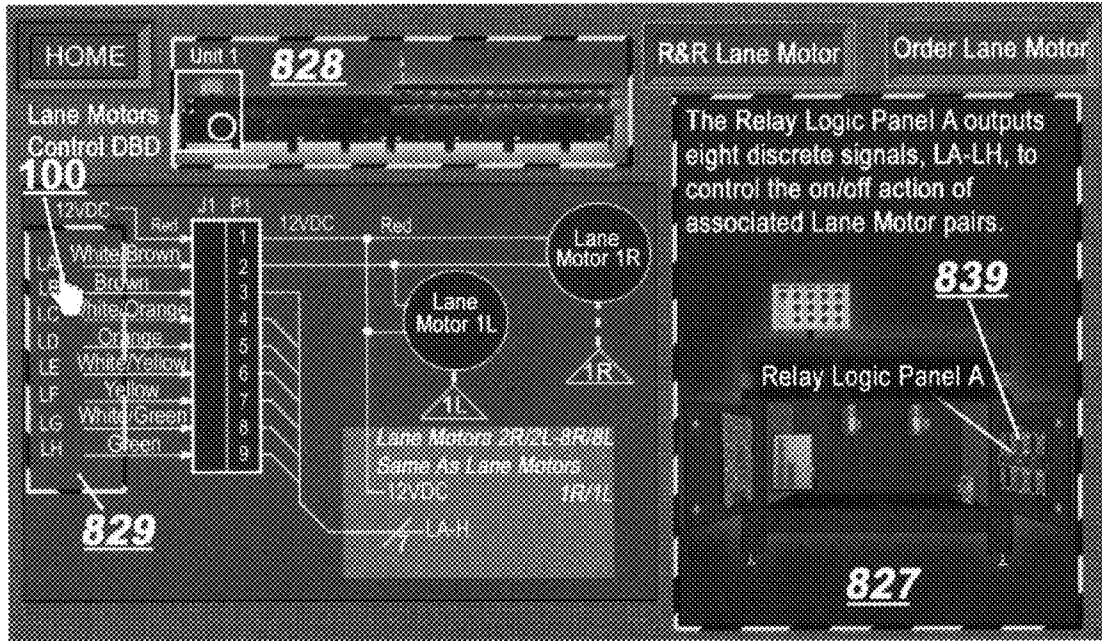 HOME
Unit 1
828
R&R Lane Motor
Order Lane Motor
Lane Motors
Control DBD
100
12VDC
Red
J1 P1
12VDC
Red
LA White/Brown
LB Brown
LC White/Orange
LD Orange
LE White/Yellow
LF Yellow
LG White/Green
LH Green
1
2
3
4
5
6
7
8
9
Lane
Motor 1R
Lane
Motor 1L
1R
1L
Lane Motors 2R/2L-8R/8L
Same As Lane Motors
1R/1L
12VDC
LA-H
829
The Relay Logic Panel A outputs
eight discrete signals, LA-LH, to
control the on/off action of
associated Lane Motor pairs.
839
Relay Logic Panel A
827